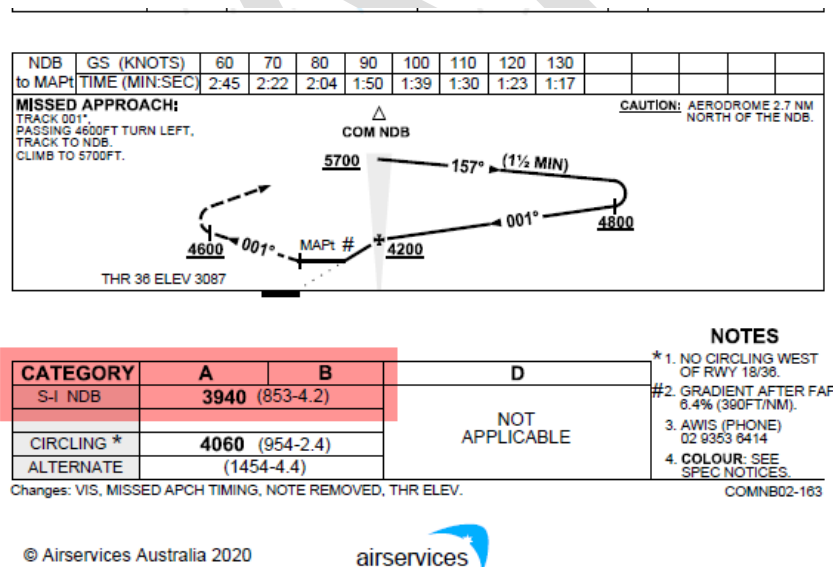 NDB GS (KNOTS) 60 70 80 90 100 110 120 130
to MAPt TIME (MIN:SEC) 2:45 2:22 2:04 1:50 1:39 1:30 1:23 1:17
MISSED APPROACH:
TRACK 001°,
PASSING 4600FT TURN LEFT,
TRACK TO NDB.
CLIMB TO 5700FT.
CAUTION: AERODROME 2.7 NM
NORTH OF THE NDB.
COM NDB
5700 157° (1½ MIN)
001° 4800
4600 001° MAPt # 4200
THR 36 ELEV 3087
CATEGORY A B D
S-I NDB 3940 (853-4.2)
CIRCLING * 4060 (954-2.4)
ALTERNATE (1454-4.4)
NOT
APPLICABLE
NOTES
* 1. NO CIRCLING WEST
OF RWY 18/36.
#2. GRADIENT AFTER FAF
6.4% (390FT/NM).
3. AWIS (PHONE)
02 9353 6414
4. COLOUR: SEE
SPEC NOTICES.
Changes: VIS, MISSED APCH TIMING, NOTE REMOVED, THR ELEV.
COMNB02-163
© Airservices Australia 2020
airservices